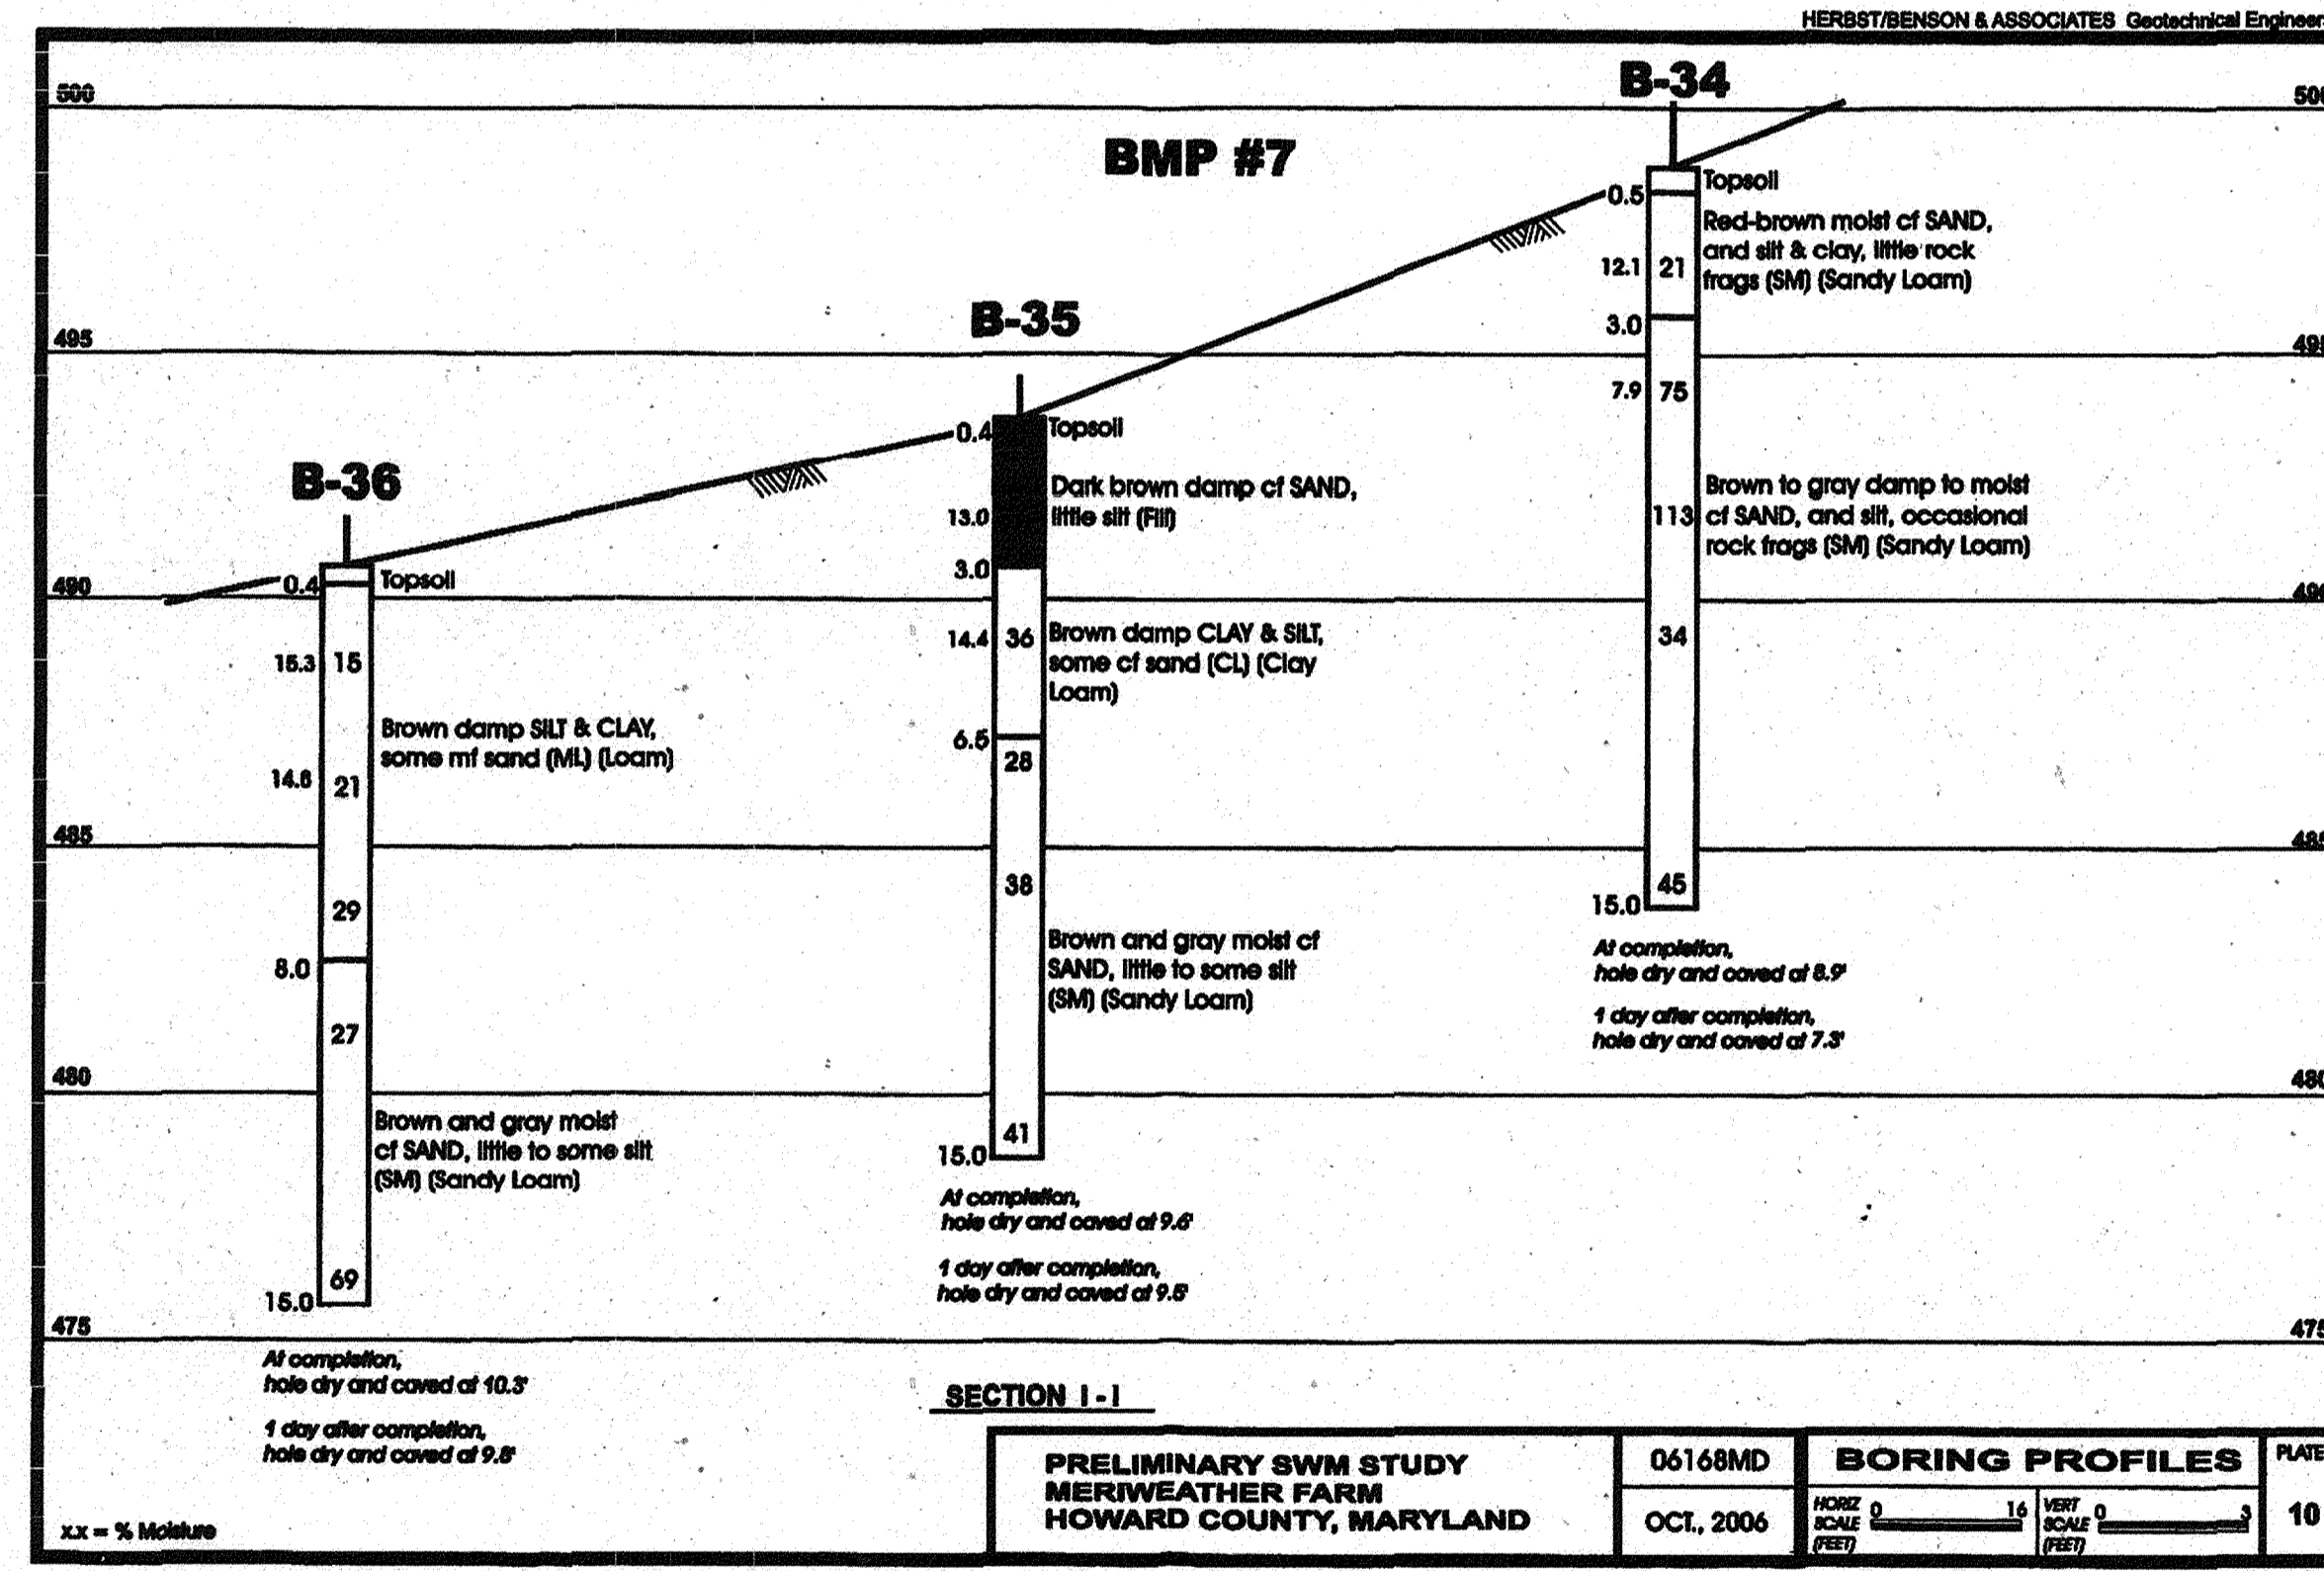 HERBST/BENSON & ASSOCIATES Geotechnical Engineer
B-34
500
BMP #7
Topsoil
0.5
Red-brown moist cf SAND,
and silt & clay, little rock
frags (SM) (Sandy Loam)
12.1 21
3.0
B-35
495
7.9 75
0.4 Topsoil
Dark brown damp cf SAND,
little silt (Fill)
13.0
3.0
Brown to gray damp to moist
cf SAND, and silt, occasional
rock frags (SM) (Sandy Loam)
113
34
B-36
0.4 Topsoil
490
15.3 15
14.4 36
Brown damp CLAY & SILT,
some cf sand (CL) (Clay
Loam)
Brown damp SILT & CLAY,
some mf sand (ML) (Loam)
14.6 21
6.5
28
485
29
38
45
15.0
8.0
Brown and gray moist cf
SAND, little to some silt
(SM) (Sandy Loam)
At completion,
hole dry and caved at 8.9'
1 day after completion,
hole dry and caved at 7.3'
27
480
Brown and gray moist
cf SAND, little to some silt
(SM) (Sandy Loam)
41
15.0
At completion,
hole dry and caved at 9.6'
1 day after completion,
hole dry and caved at 9.5'
69
15.0
475
475
At completion,
hole dry and caved at 10.3'
1 day after completion,
hole dry and caved at 9.8'
SECTION I-I
x.x = % Moisture
PRELIMINARY SWM STUDY
MERIWEATHER FARM
HOWARD COUNTY, MARYLAND
06168MD
OCT., 2006
BORING PROFILES
HORIZ SCALE (FEET) 0 16
VERT SCALE (FEET) 0 3
PLATE
10